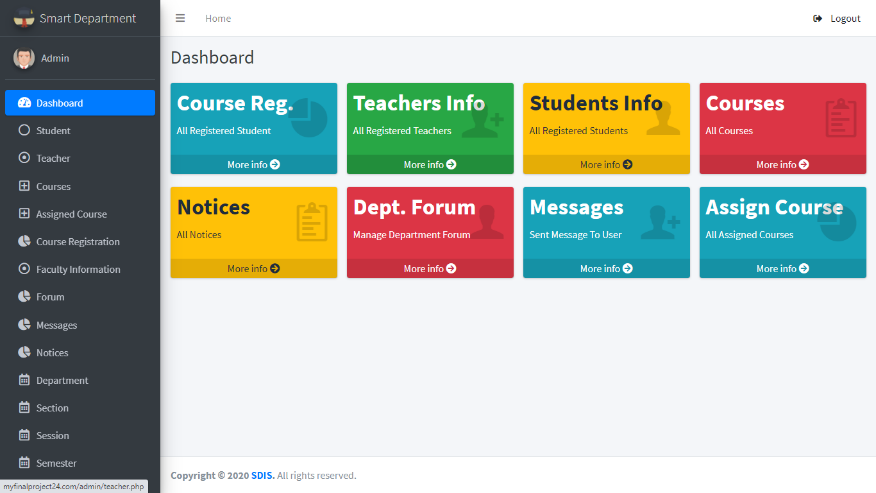 Smart Department
Home
Logout
Admin
Dashboard
Student
Teacher
Courses
Assigned Course
Course Registration
Faculty Information
Forum
Messages
Notices
Department
Section
Session
Semester
myfinalproject24.com/admin/teacher.php
Dashboard
Course Reg.
All Registered Student
More info
Teachers Info
All Registered Teachers
More info
Students Info
All Registered Students
More info
Courses
All Courses
More info
Notices
All Notices
More info
Dept. Forum
Manage Department Forum
More info
Messages
Sent Message To User
More info
Assign Course
All Assigned Courses
More info
Copyright © 2020 SDIS. All rights reserved.